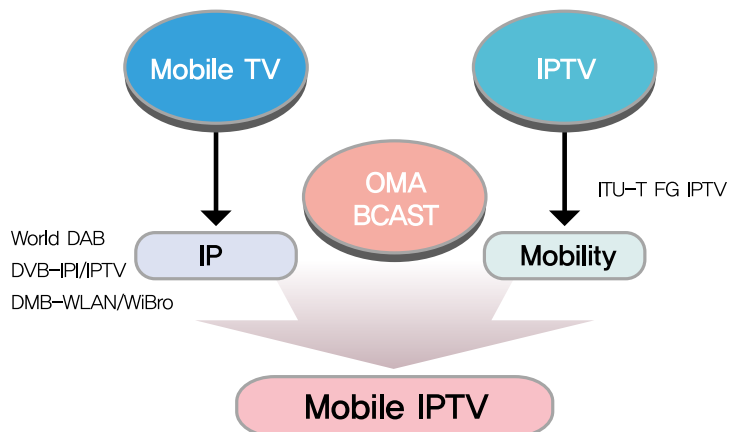 Mobile TV
IPTV
OMA
BCAST
ITU-T FG IPTV
World DAB
DVB-IPI/IPTV
DMB-WLAN/WiBro
IP
Mobility
Mobile IPTV